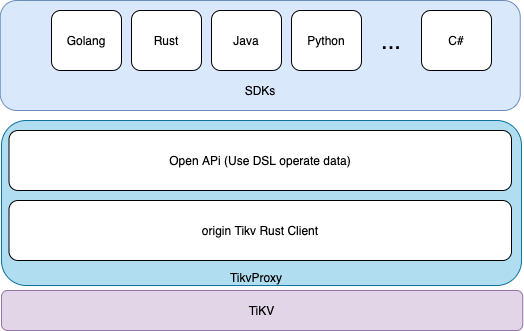 Golang Rust Java Python ... C#
SDKs
Open APi (Use DSL operate data)
origin Tikv Rust Client
TikvProxy
TiKV